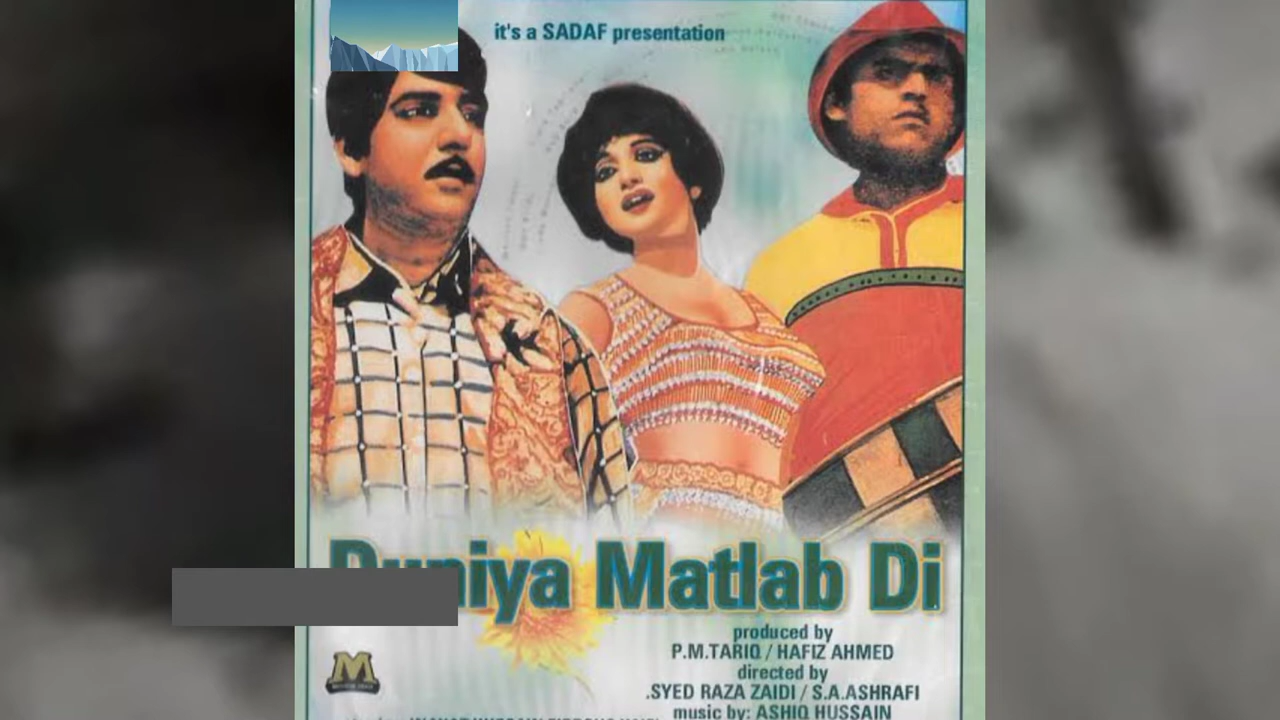 it's a SADAF presentation
Duniya Matlab Di
produced by
P.M.TARIQ / HAFIZ AHMED
directed by
.SYED RAZA ZAIDI / S.A.ASHRAFI
music by: ASHIQ HUSSAIN
M